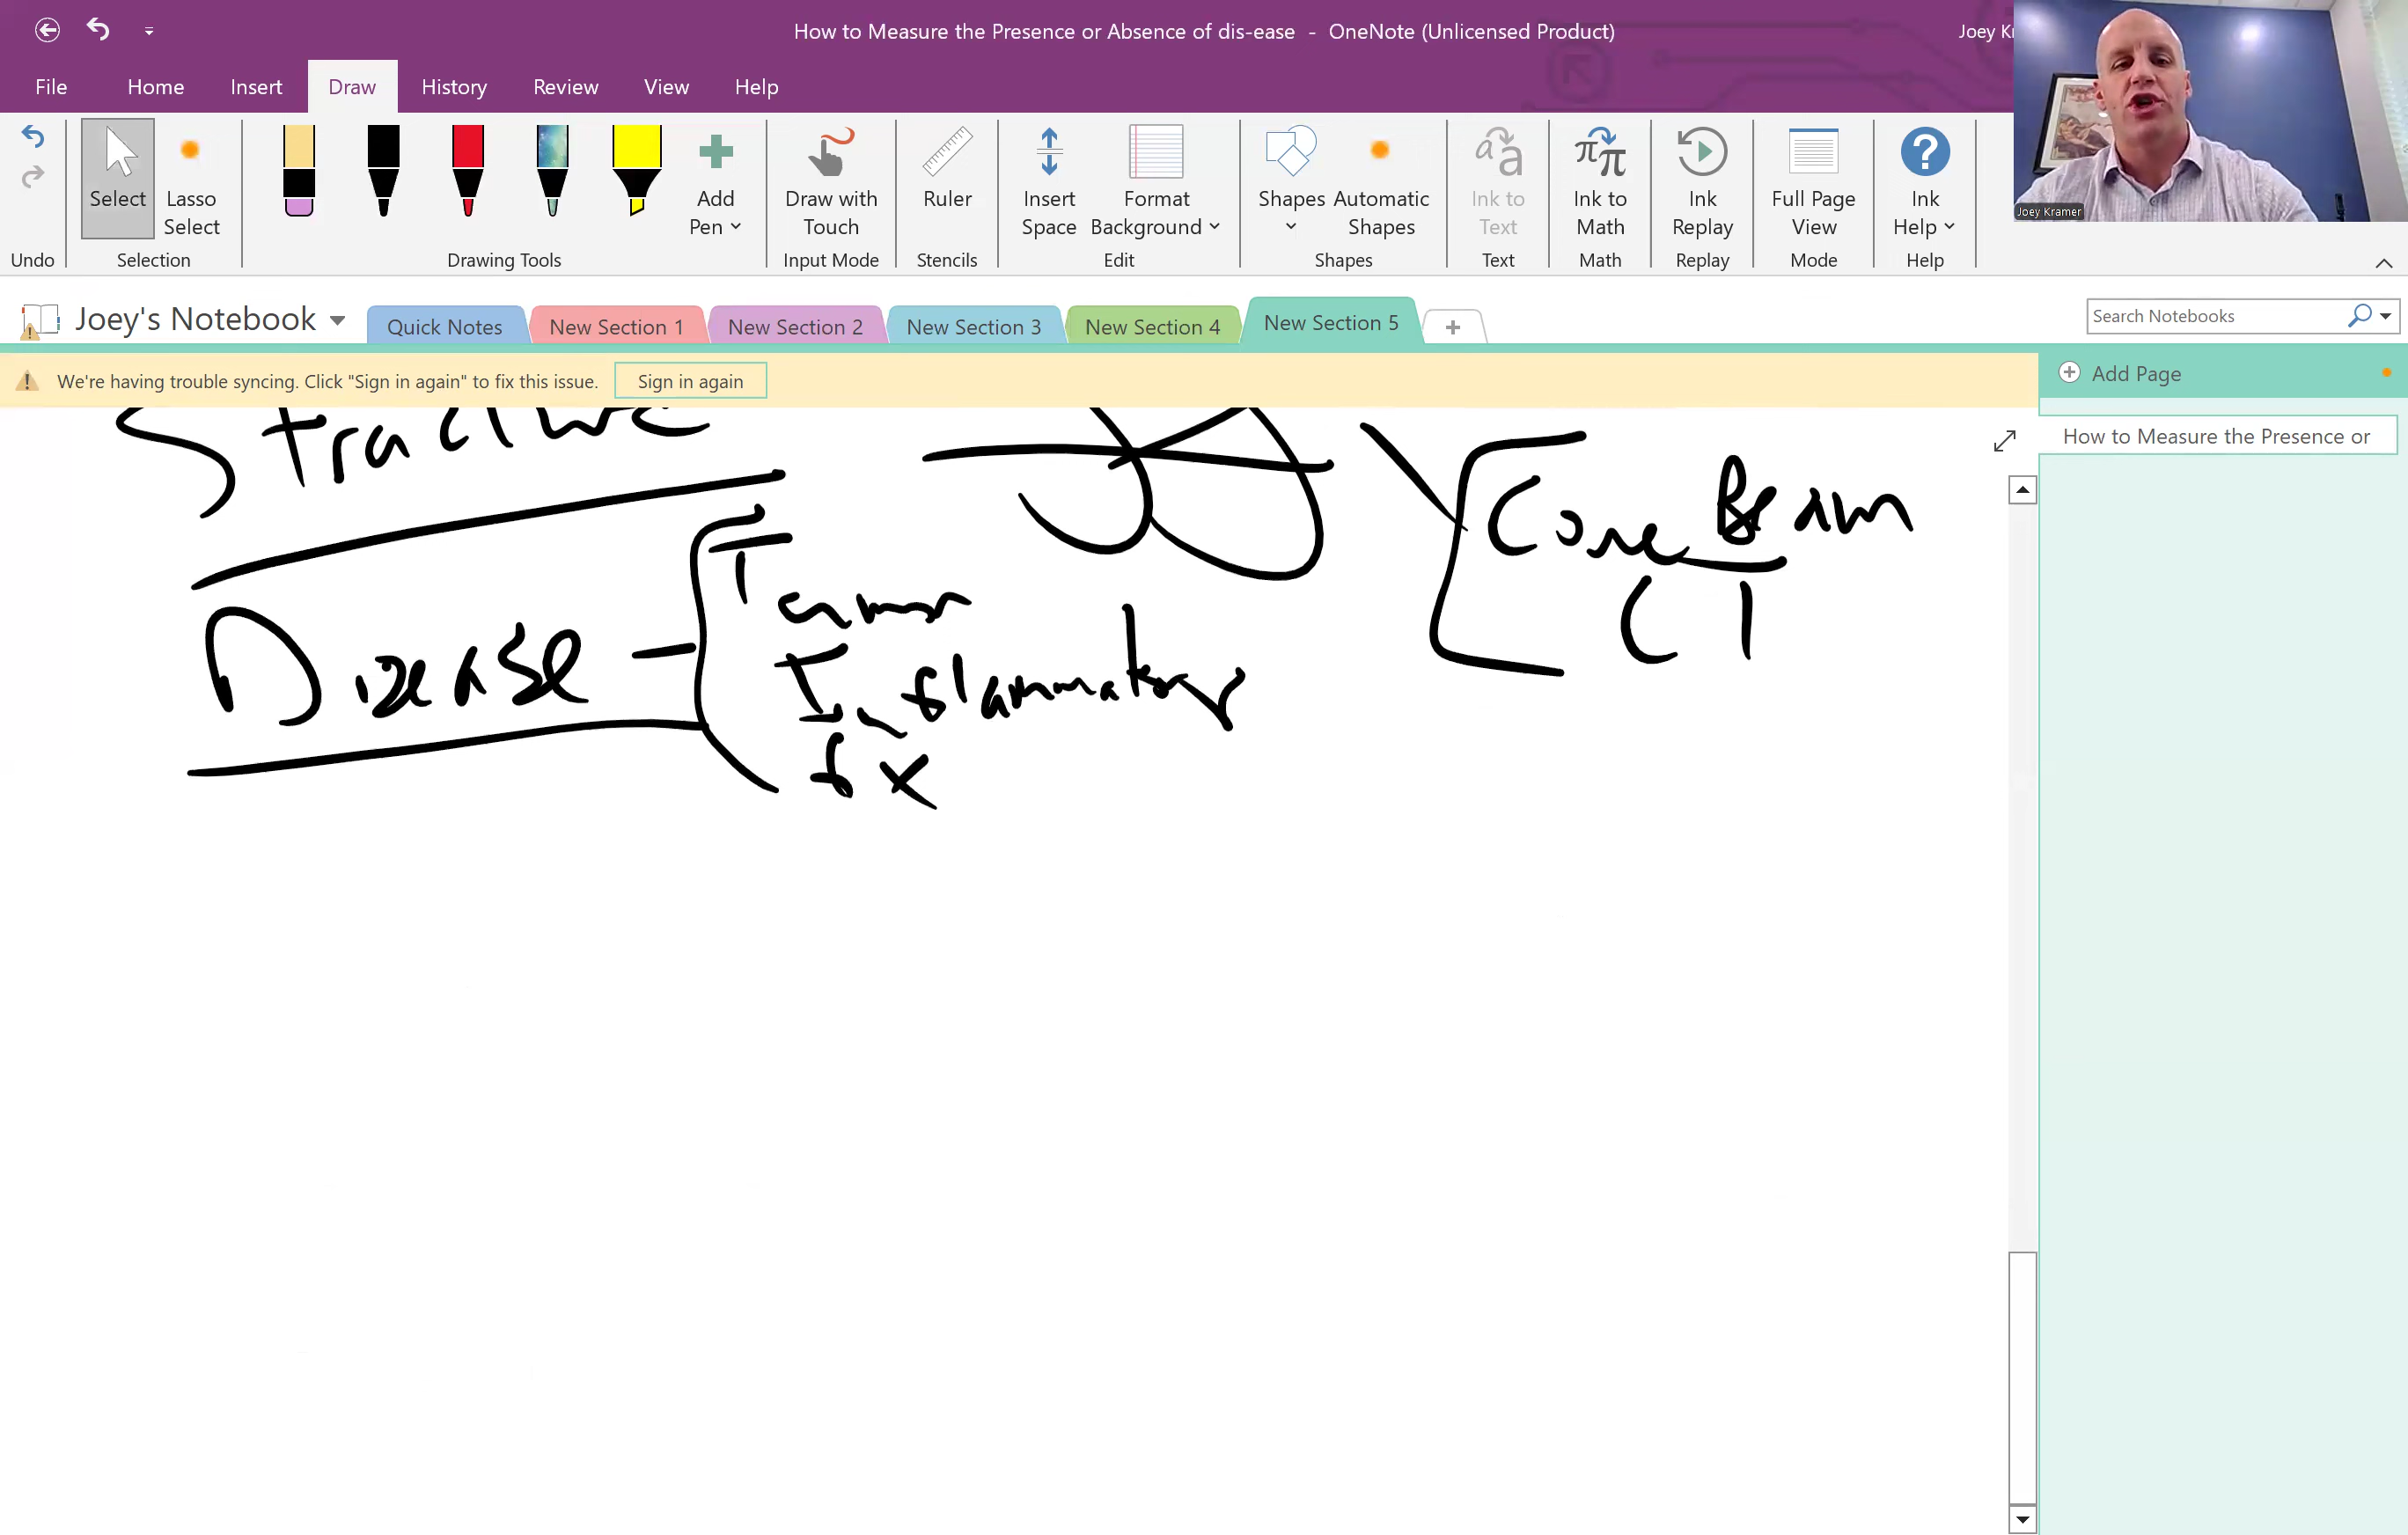 How to Measure the Presence or Absence of dis-ease - OneNote (Unlicensed Product)
Joey Kr
File Home Insert Draw History Review View Help
Joey Kramer
Select
Lasso Select
Add Pen
Draw with Touch
Ruler
Insert Space
Format Background
Shapes
Automatic Shapes
Ink to Text
Ink to Math
Ink Replay
Full Page View
Ink Help
Undo Selection Drawing Tools Input Mode Stencils Edit Shapes Text Math Replay Mode Help
Joey's Notebook
Quick Notes New Section 1 New Section 2 New Section 3 New Section 4 New Section 5
Search Notebooks
We're having trouble syncing. Click "Sign in again" to fix this issue. Sign in again
Add Page
How to Measure the Presence or
Cone Beam
CT
Disease -
Tumor
Inflammatory
fx